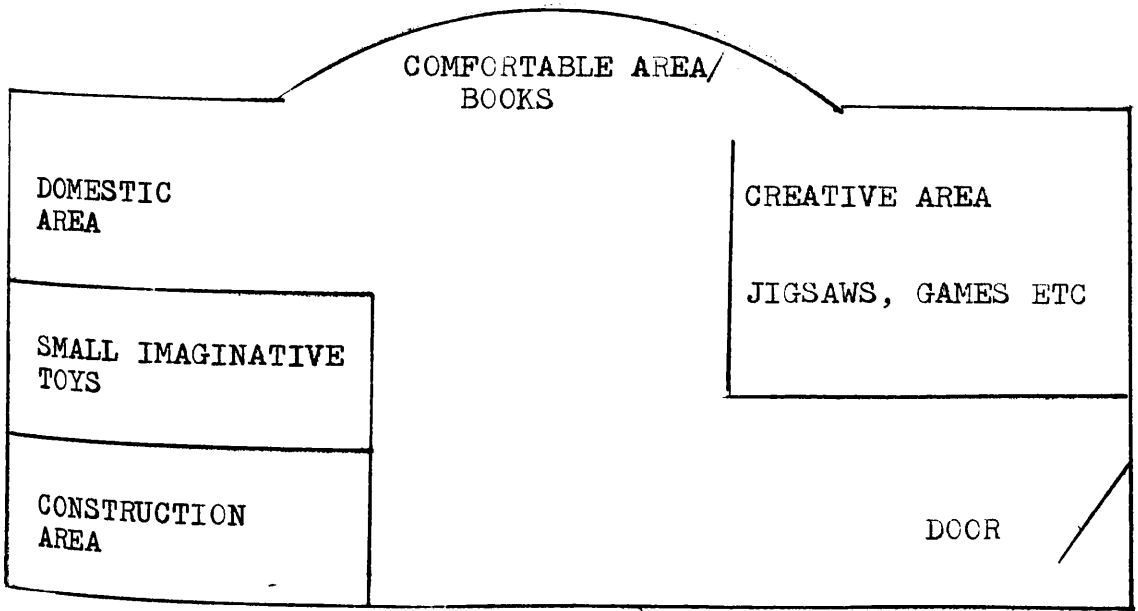 COMFORTABLE AREA/
BOOKS
DOMESTIC
AREA
CREATIVE AREA
JIGSAWS, GAMES ETC
SMALL IMAGINATIVE
TOYS
CONSTRUCTION
AREA
DOOR